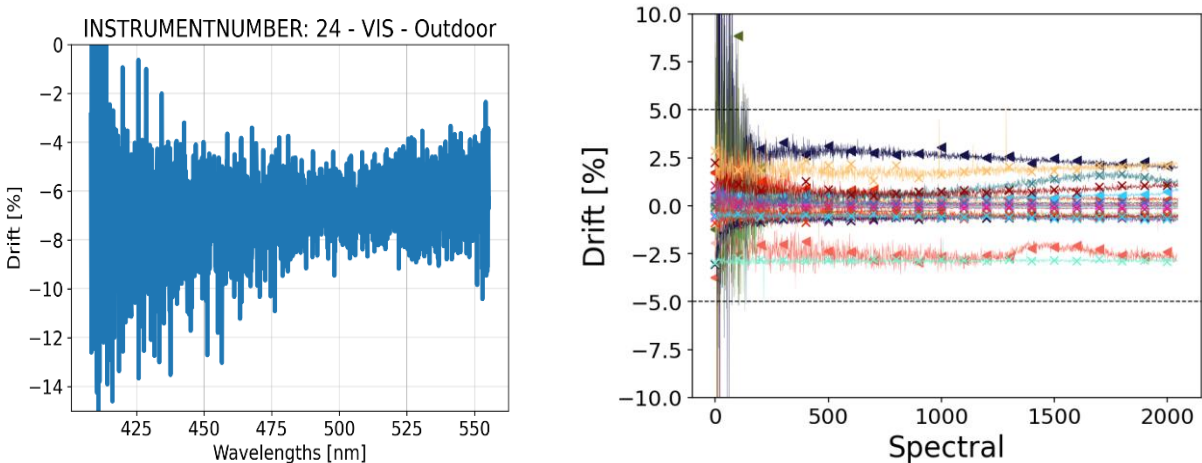 INSTRUMENTNUMBER: 24 - VIS - Outdoor
0
−2
−4
−6
−8
−10
−12
−14
Drift [%]
425 450 475 500 525 550
Wavelengths [nm]
10.0
7.5
5.0
2.5
0.0
−2.5
−5.0
−7.5
−10.0
Drift [%]
0 500 1000 1500 2000
Spectral